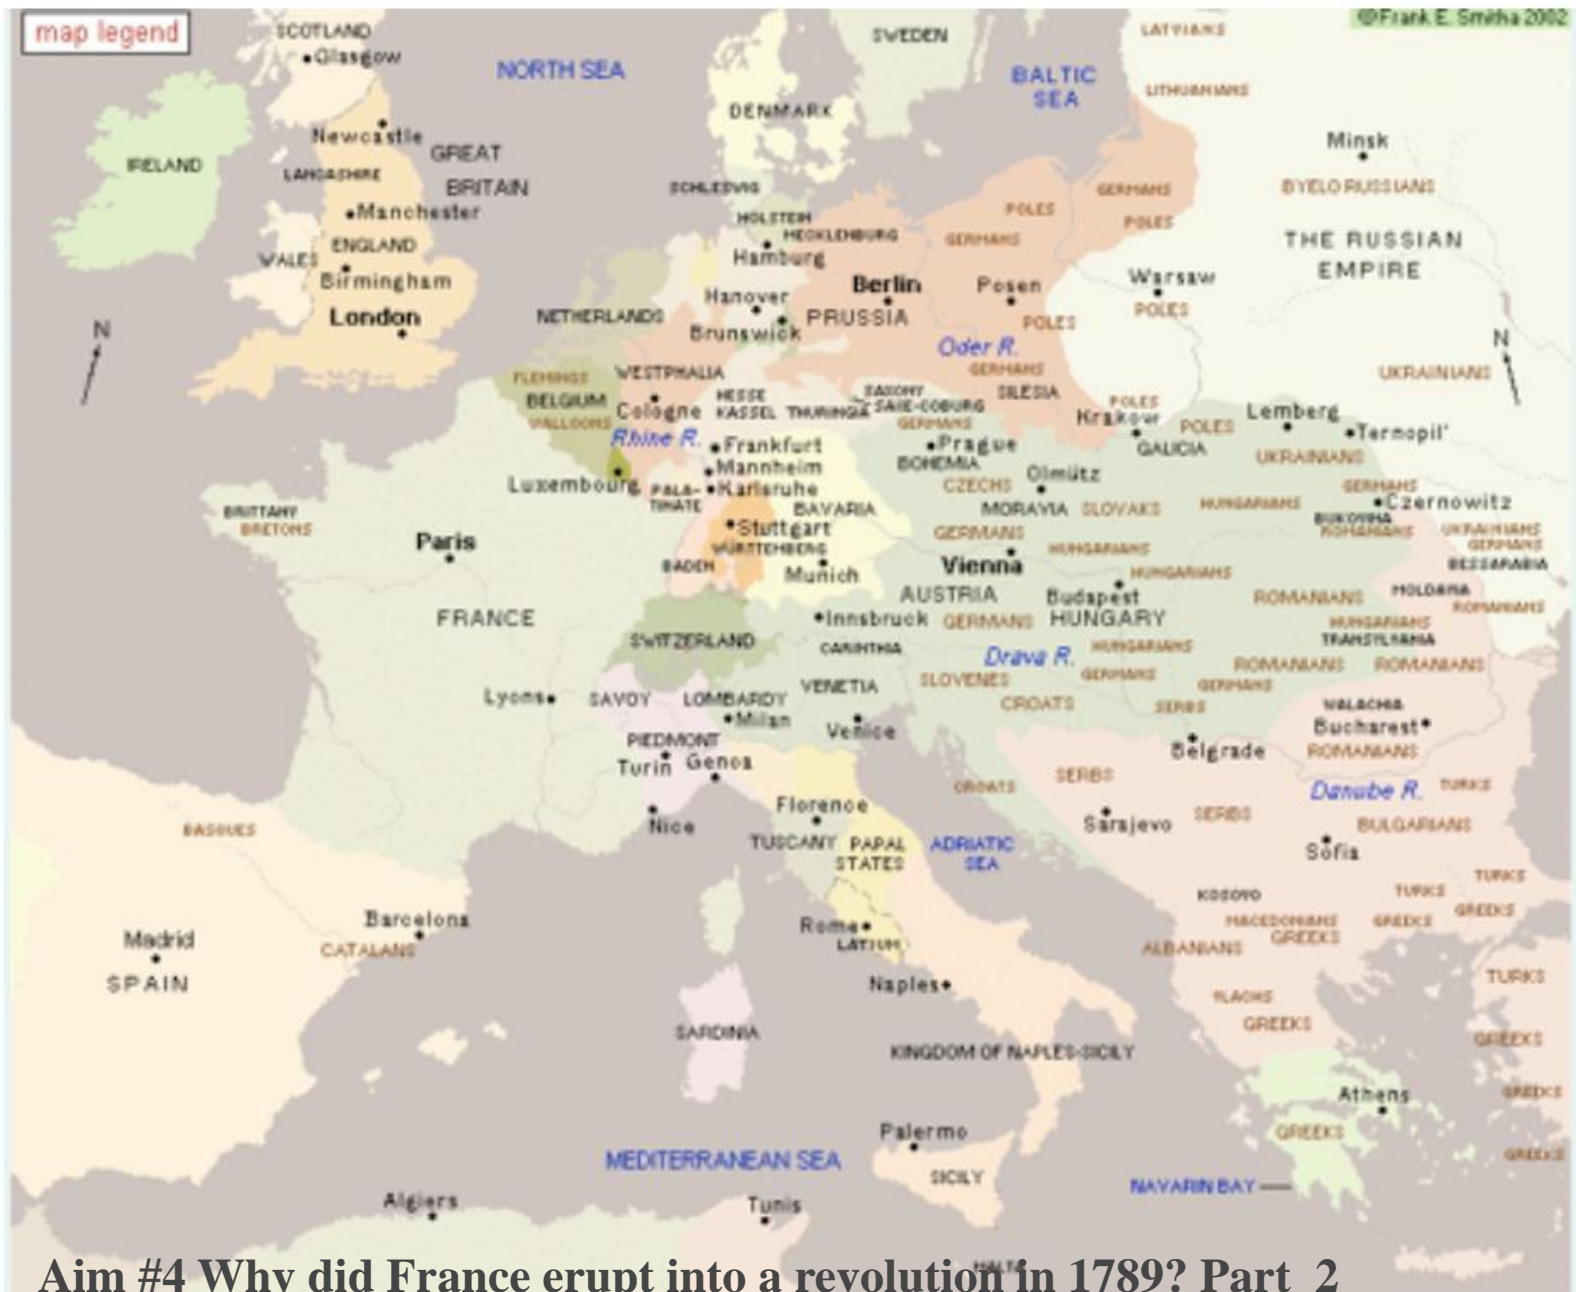 map legend
©Frank E. Smitha 2002
SCOTLAND
Glasgow
NORTH SEA
SWEDEN
LATVIANS
BALTIC
SEA
LITHUANIANS
DENMARK
Newcastle
GREAT
BRITAIN
IRELAND
LANCASHIRE
Minsk
BYELO RUSSIANS
SCHLESVIG
GERMANS
Manchester
POLES
POLES
HOLSTEIN
MECKLENBURG
GERMANS
ENGLAND
WALES
Hamburg
THE RUSSIAN
EMPIRE
Birmingham
Berlin
Posen
Warsaw
Hanover
POLES
London
NETHERLANDS
PRUSSIA
POLES
Brunswick
N
N
Oder R.
WESTPHALIA
GERMANS
UKRAINIANS
FLEMINGS
BELGIUM
HESSE
KASSEL
THURINGIA
SAXONY
SAXE-COBURG
SILESIA
POLES
Cologne
WALLOONS
GERMANS
Krakow
Lemberg
POLES
Ternopil'
Rhine R.
Frankfurt
Prague
GALICIA
Mannheim
BOHEMIA
UKRAINIANS
Luxembourg
PALA-
TINATE
Karlsruhe
CZECHS
Olmütz
GERMANS
BRITTANY
BRETONS
BAVARIA
MORAVIA
SLOVAKS
HUNGARIANS
Czernowitz
BUKOVINA
ROMANIANS
UKRAINIANS
GERMANS
Stuttgart
WÜRTTEMBERG
GERMANS
Paris
HUNGARIANS
BADEN
Munich
Vienna
HUNGARIANS
BESSARABIA
AUSTRIA
Budapest
ROMANIANS
MOLDAVIA
ROMANIANS
FRANCE
Innsbruck
GERMANS
HUNGARY
HUNGARIANS
SWITZERLAND
CARINTHIA
Drava R.
HUNGARIANS
TRANSYLVANIA
ROMANIANS
ROMANIANS
SLOVENES
GERMANS
GERMANS
Lyons
SAVOY
LOMBARDY
VENETIA
CROATS
SERBS
WALACHIA
Milan
Venice
Bucharest
PIEDMONT
Belgrade
ROMANIANS
Turin
Genoa
CROATS
SERBS
Danube R.
TURKS
Florence
Nice
Sarajevo
SERBS
BULGARIANS
BASQUES
TUSCANY
PAPAL
STATES
ADRIATIC
SEA
Sofia
TURKS
KOSOVO
TURKS
GREEKS
Barcelona
Rome
MACEDONIANS
GREEKS
GREEKS
Madrid
CATALANS
LATIUM
ALBANIANS
SPAIN
Naples
TURKS
VLACHS
GREEKS
SARDINIA
GREEKS
KINGDOM OF NAPLES-SICILY
Athens
GREEKS
Palermo
GREEKS
MEDITERRANEAN SEA
SICILY
GREEKS
NAVARIN BAY
Algiers
Tunis
MALTA
Aim #4 Why did France erupt into a revolution in 1789? Part 2